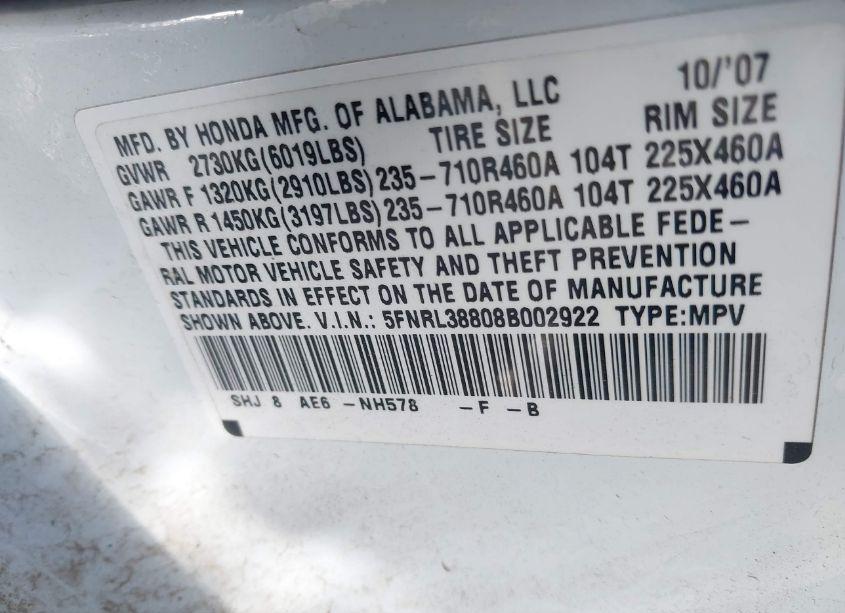 10/'07
MFD. BY HONDA MFG. OF ALABAMA, LLC
GVWR 2730KG(6019LBS) TIRE SIZE RIM SIZE
GAWR F 1320KG(2910LBS) 235-710R460A 104T 225X460A
GAWR R 1450KG(3197LBS) 235-710R460A 104T 225X460A
THIS VEHICLE CONFORMS TO ALL APPLICABLE FEDE-
RAL MOTOR VEHICLE SAFETY AND THEFT PREVENTION
STANDARDS IN EFFECT ON THE DATE OF MANUFACTURE
SHOWN ABOVE. V.I.N.: 5FNRL38808B002922 TYPE:MPV
SHJ 8 AE6 -NH578 -F -B